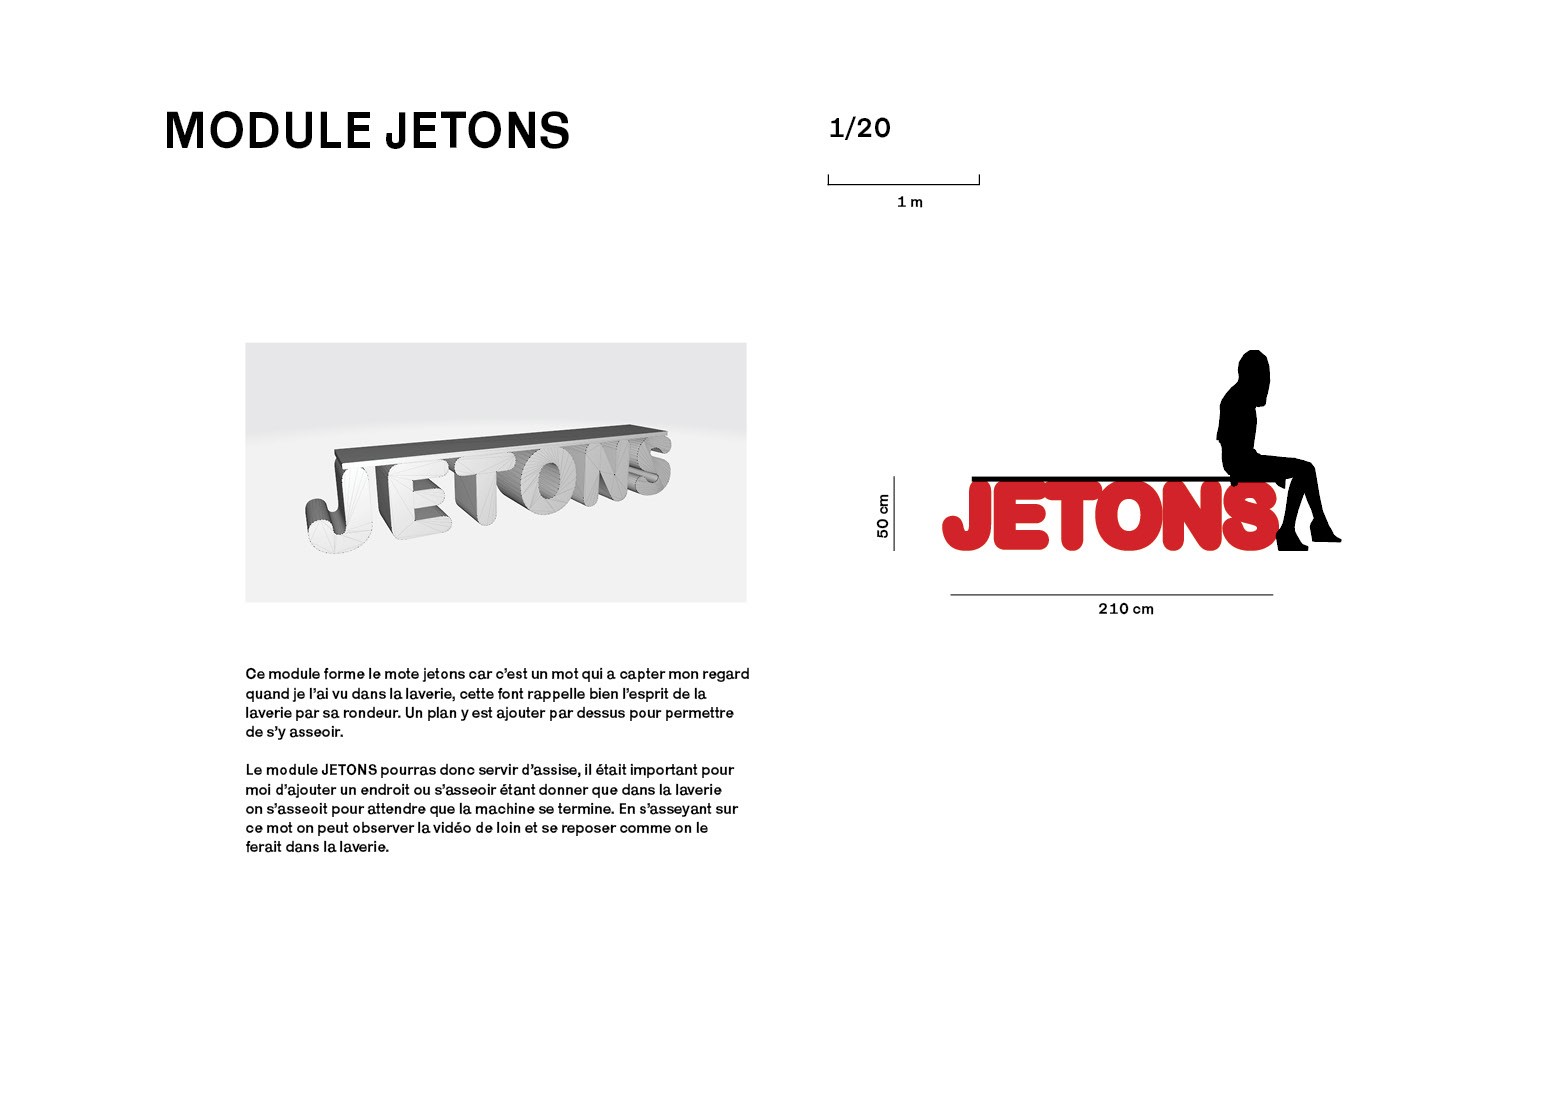 MODULE JETONS
1/20
1 m
JETONS
Ce module forme le mote jetons car c’est un mot qui a capter mon regard
quand je l’ai vu dans la laverie, cette font rappelle bien l’esprit de la
laverie par sa rondeur. Un plan y est ajouter par dessus pour permettre
de s’y asseoir.
Le module JETONS pourras donc servir d’assise, il était important pour
moi d’ajouter un endroit ou s’asseoir étant donner que dans la laverie
on s’asseoit pour attendre que la machine se termine. En s’asseyant sur
ce mot on peut observer la vidéo de loin et se reposer comme on le
ferait dans la laverie.
50 cm
JETONS
210 cm